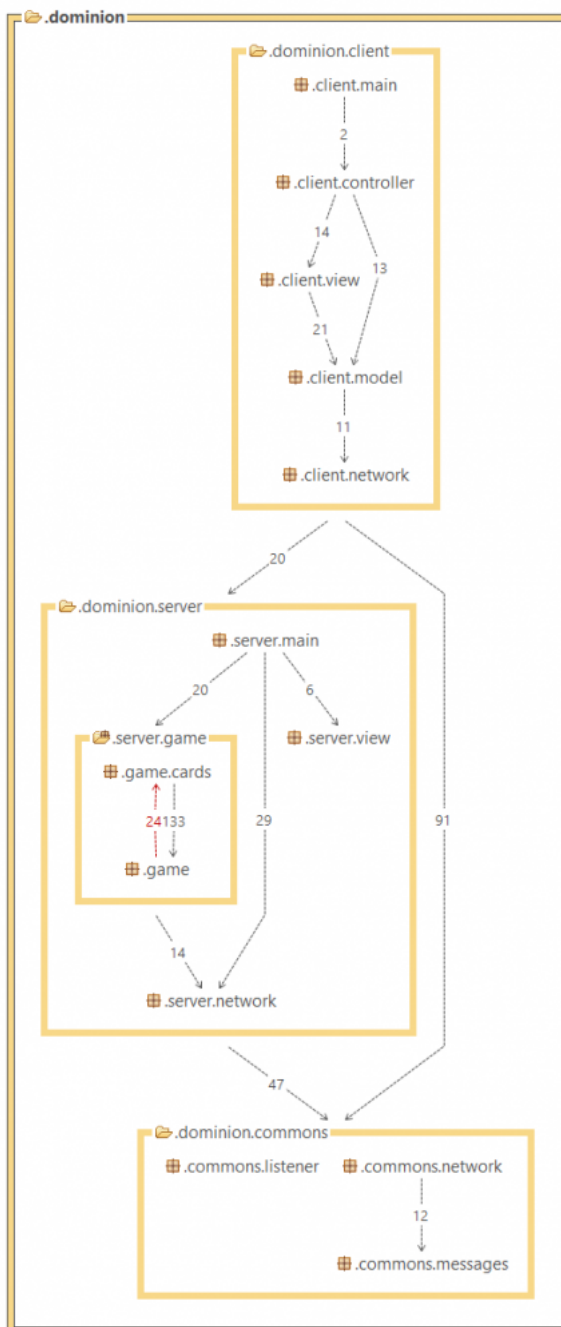 .dominion
.dominion.client
.client.main
2
.client.controller
14
13
.client.view
21
.client.model
11
.client.network
20
.dominion.server
.server.main
20
6
.server.game
.server.view
.game.cards
24
133
29
91
.game
14
.server.network
47
.dominion.commons
.commons.listener
.commons.network
12
.commons.messages